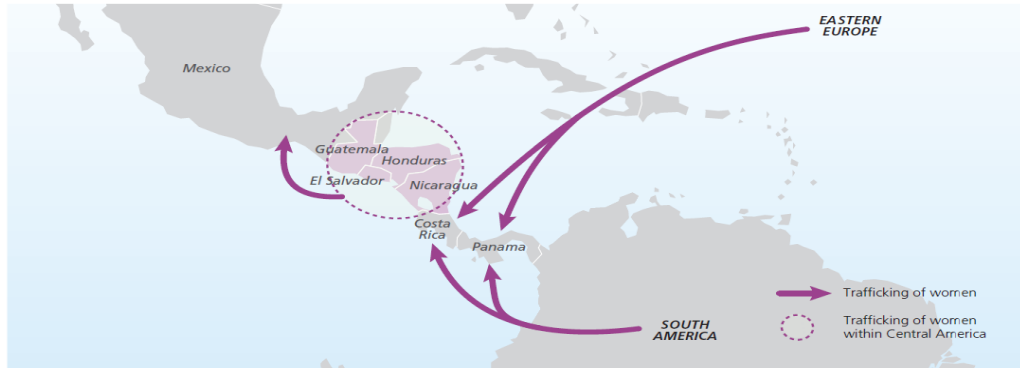 EASTERN
EUROPE
Mexico
Guatemala
Honduras
El Salvador
Nicaragua
Costa
Rica
Panama
Trafficking of women
SOUTH
AMERICA
Trafficking of women
within Central America